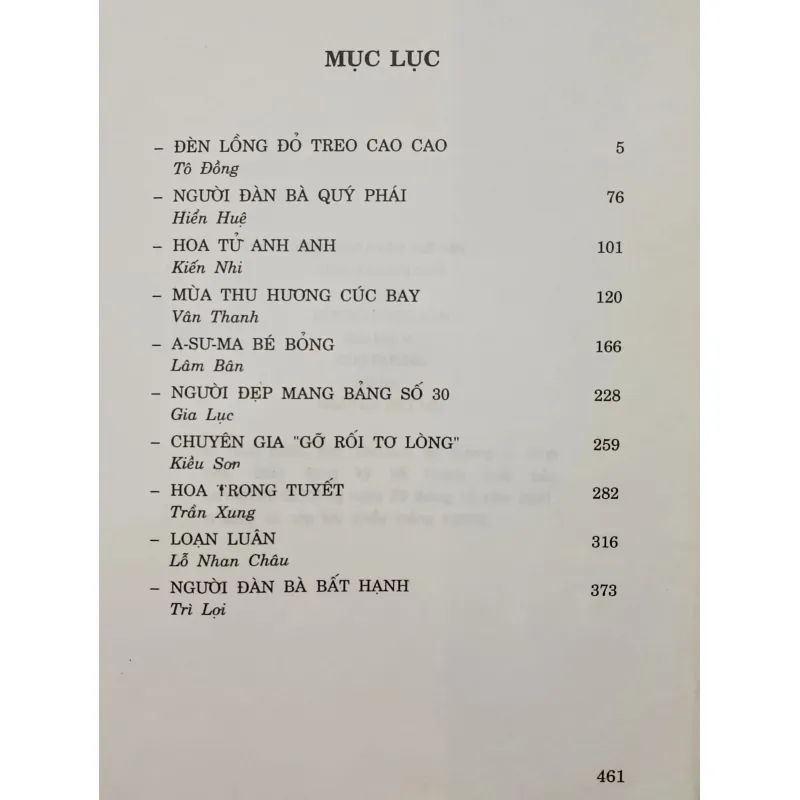 MỤC LỤC
– ĐÈN LỒNG ĐỎ TREO CAO CAO 5
Tô Đồng
– NGƯỜI ĐÀN BÀ QUÝ PHÁI 76
Hiển Huệ
– HOA TỬ ANH ANH 101
Kiến Nhi
– MÙA THU HƯƠNG CÚC BAY 120
Vân Thanh
– A-SƯ-MA BÉ BỎNG 166
Lâm Bân
– NGƯỜI ĐẸP MANG BẢNG SỐ 30 228
Gia Lục
– CHUYÊN GIA "GỠ RỐI TƠ LÒNG" 259
Kiều Sơn
– HOA TRONG TUYẾT 282
Trần Xung
– LOẠN LUÂN 316
Lỗ Nhan Châu
– NGƯỜI ĐÀN BÀ BẤT HẠNH 373
Trì Lợi
461